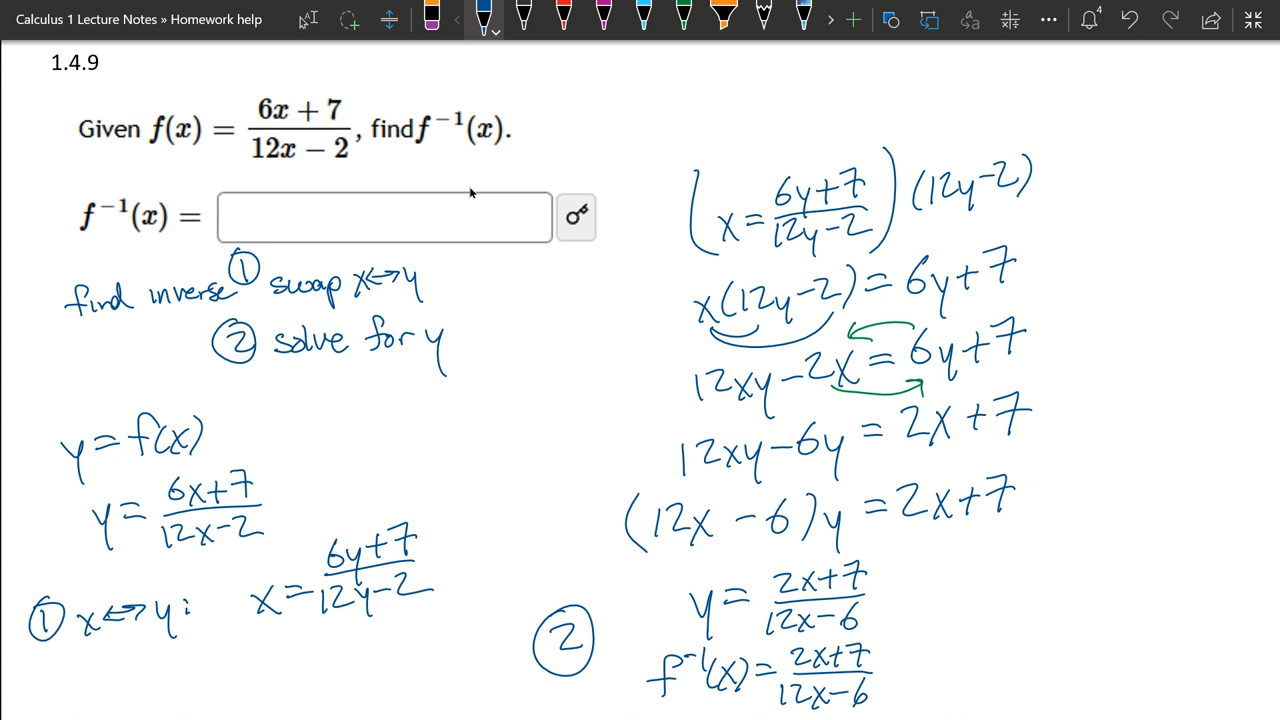 Calculus 1 Lecture Notes » Homework help
4
1.4.9
Given f(x) = (6x + 7)/(12x − 2), find f⁻¹(x).
f⁻¹(x) =
find inverse ① swap x↔y
② solve for y
y = f(x)
y = (6x+7)/(12x−2)
① x↔y: x = (6y+7)/(12y−2)
(x = (6y+7)/(12y−2)) (12y−2)
x(12y−2) = 6y+7
12xy − 2x = 6y+7
12xy − 6y = 2x+7
(12x − 6)y = 2x+7
② y = (2x+7)/(12x−6)
f⁻¹(x) = (2x+7)/(12x−6)